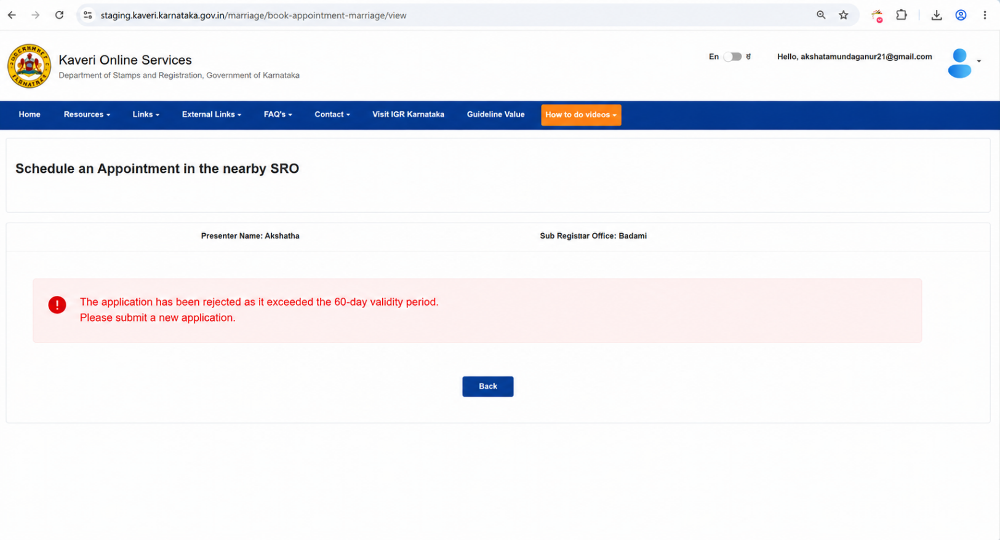 staging.kaveri.karnataka.gov.in/marriage/book-appointment-marriage/view
Kaveri Online Services
Department of Stamps and Registration, Government of Karnataka
En
Hello, akshatamundaganur21@gmail.com
Home Resources Links External Links FAQ's Contact Visit IGR Karnataka Guideline Value How to do videos
Schedule an Appointment in the nearby SRO
Presenter Name: Akshatha Sub Registrar Office: Badami
The application has been rejected as it exceeded the 60-day validity period.
Please submit a new application.
Back